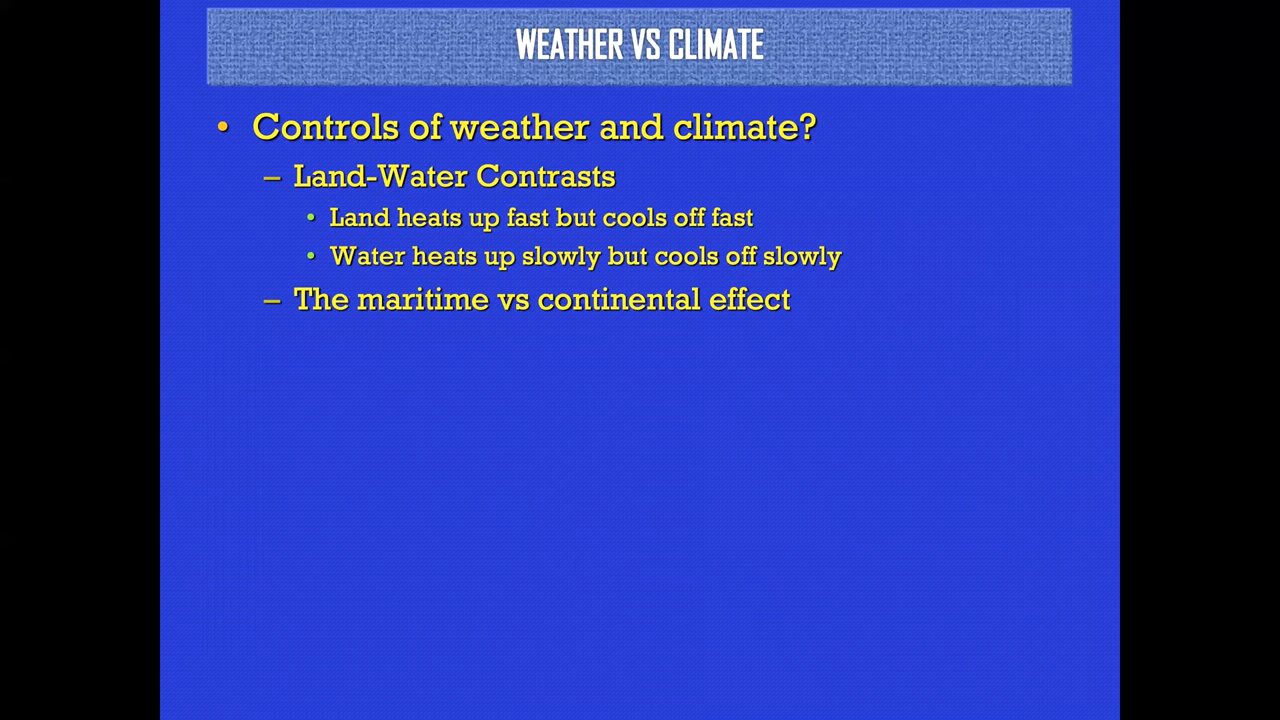 WEATHER VS CLIMATE
• Controls of weather and climate?
– Land-Water Contrasts
• Land heats up fast but cools off fast
• Water heats up slowly but cools off slowly
– The maritime vs continental effect